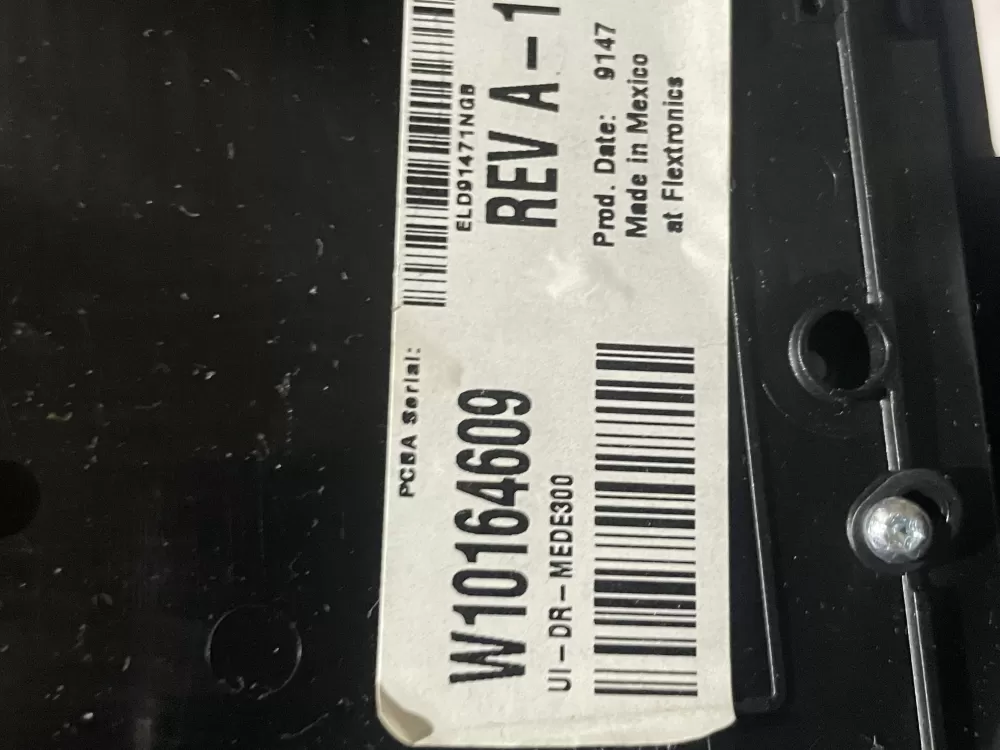 PCBA Serial:
ELD91471NGB
W10164609
REV A-1
UI-DR-MEDE300
Prod. Date: 9147
Made in Mexico
at Flextronics